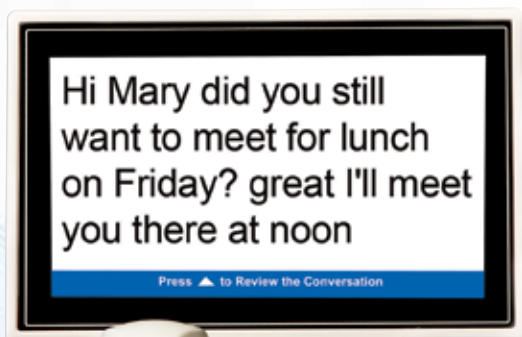 Hi Mary did you still
want to meet for lunch
on Friday? great I'll meet
you there at noon
Press ▲ to Review the Conversation